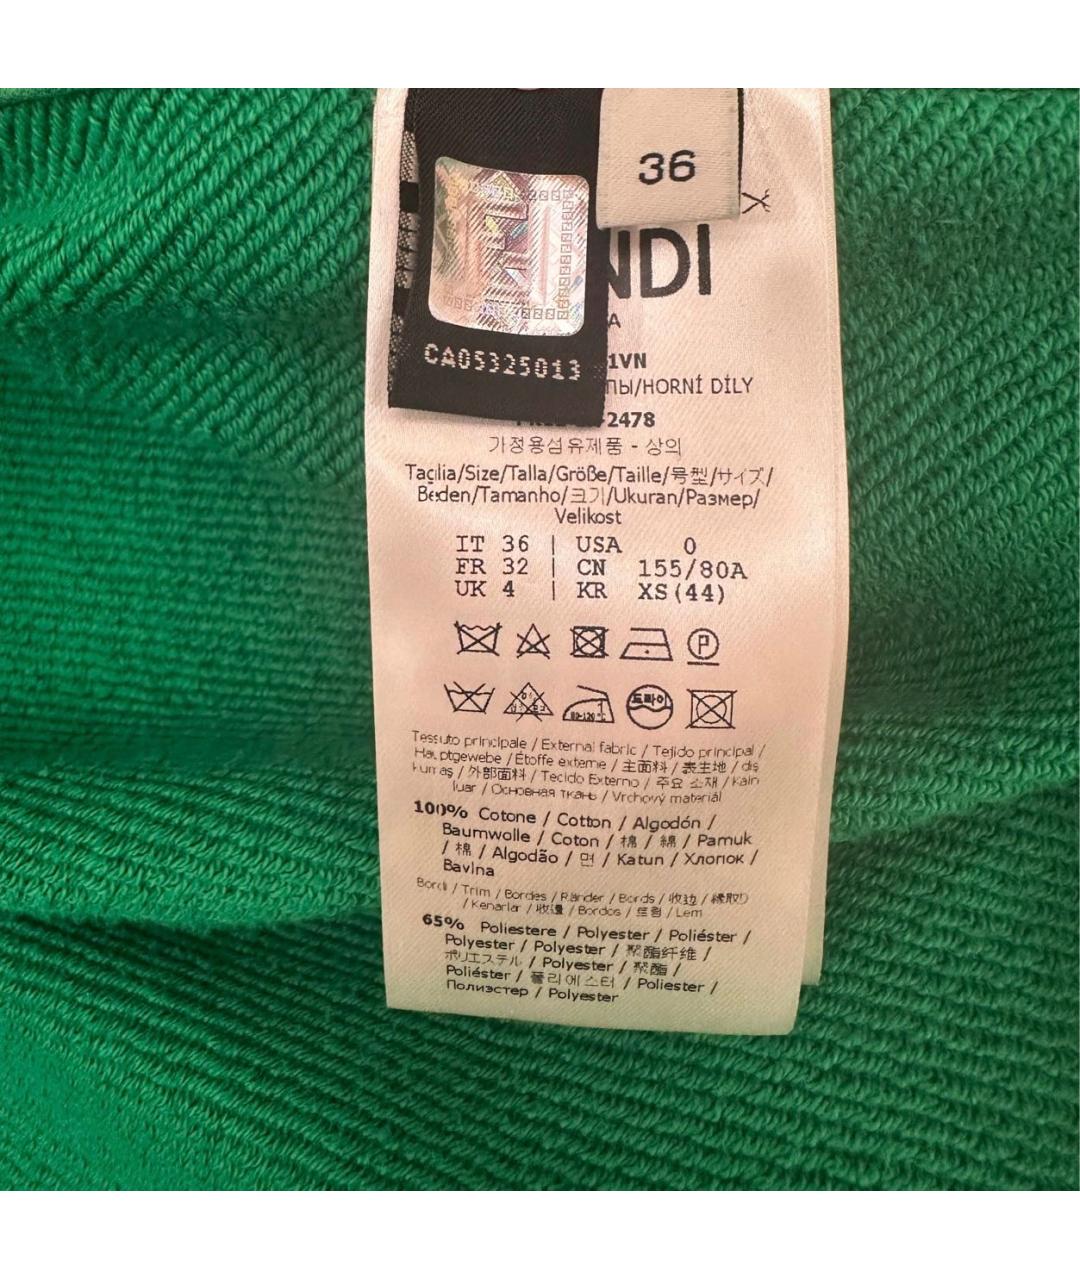 36
NDI
A
CA05325013
1VN
ПЫ/HORNÍ DÍLY
-2478
가정용섬유제품 - 상의
Taglia/Size/Talla/Größe/Taille/号型/サイズ/
Beden/Tamanho/크기/Ukuran/Размер/
Velikost
IT 36 | USA 0
FR 32 | CN 155/80A
UK 4 | KR XS(44)
80-120°C
드라이
Tessuto principale / External fabric / Tejido principal /
Hauptgewebe / Étoffe externe / 主面料 / 表生地 / dış
kumaş / 外部面料 / Tecido Externo / 주요 소재 / Kain
luar / Основная ткань / Vrchový materiál
100% Cotone / Cotton / Algodón /
Baumwolle / Coton / 棉 / 綿 / Pamuk
/ 棉 / Algodão / 면 / Katun / Хлопок /
Bavlna
Bordi / Trim / Bordes / Ränder / Bords / 收边 / 縁取り
/ Kenarlar / 收邊 / Bordos / 트림 / Lem
65% Poliestere / Polyester / Poliéster /
Polyester / Polyester / 聚酯纤维 /
ポリエステル / Polyester / 聚酯 /
Poliéster / 폴리에스터 / Poliester /
Полиэстер / Polyester